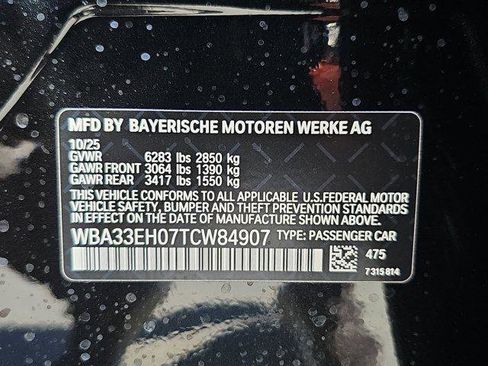 MFD BY BAYERISCHE MOTOREN WERKE AG
10/25
GVWR 6283 lbs 2850 kg
GAWR FRONT 3064 lbs 1390 kg
GAWR REAR 3417 lbs 1550 kg
THIS VEHICLE CONFORMS TO ALL APPLICABLE U.S.FEDERAL MOTOR
VEHICLE SAFETY, BUMPER AND THEFT PREVENTION STANDARDS
IN EFFECT ON THE DATE OF MANUFACTURE SHOWN ABOVE.
WBA33EH07TCW84907 TYPE: PASSENGER CAR
475
7315814